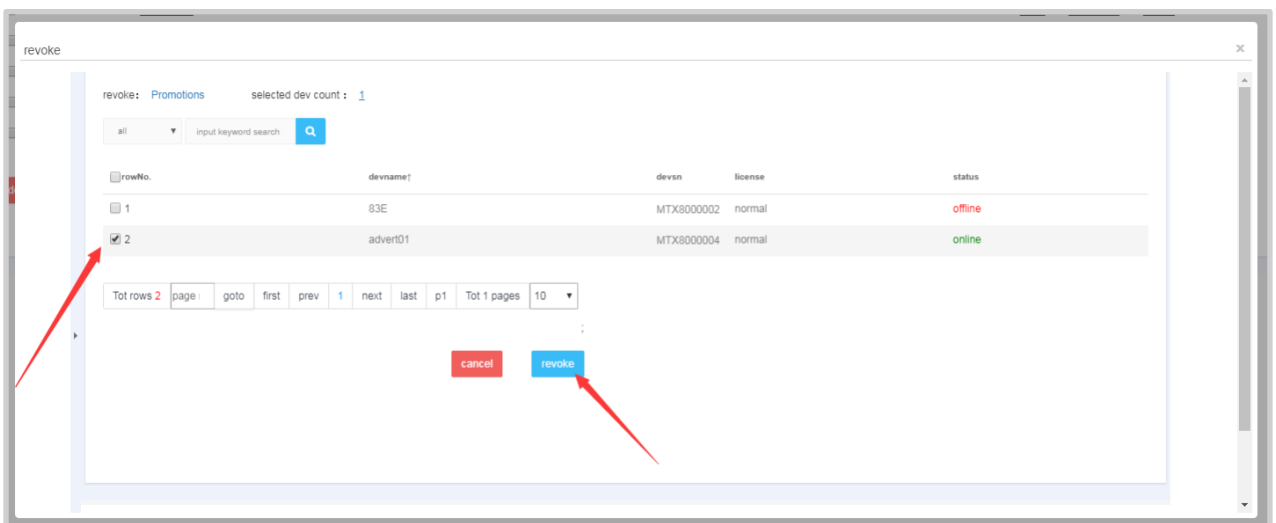 revoke ×
revoke： Promotions selected dev count： 1
all input keyword search
rowNo. devname↑ devsn license status
1 83E MTX8000002 normal offline
2 advert01 MTX8000004 normal online
Tot rows 2 page goto first prev 1 next last p1 Tot 1 pages 10
;
cancel revoke